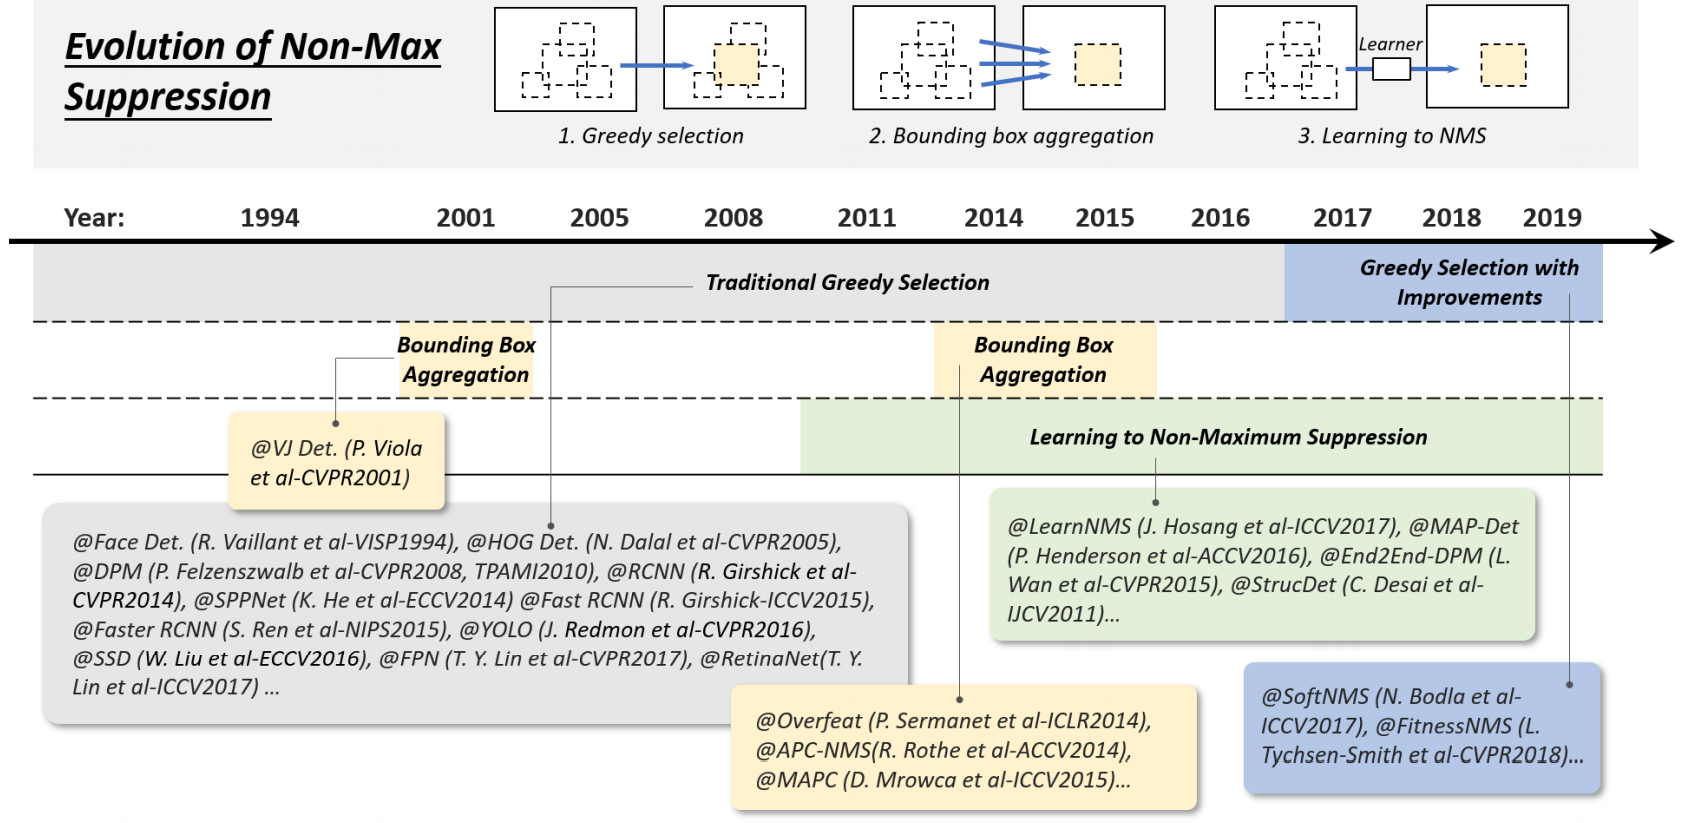 Evolution of Non-Max
Suppression
Learner
1. Greedy selection
2. Bounding box aggregation
3. Learning to NMS
Year: 1994 2001 2005 2008 2011 2014 2015 2016 2017 2018 2019
Traditional Greedy Selection
Greedy Selection with
Improvements
Bounding Box
Aggregation
Bounding Box
Aggregation
Learning to Non-Maximum Suppression
@VJ Det. (P. Viola
et al-CVPR2001)
@Face Det. (R. Vaillant et al-VISP1994), @HOG Det. (N. Dalal et al-CVPR2005),
@DPM (P. Felzenszwalb et al-CVPR2008, TPAMI2010), @RCNN (R. Girshick et al-
CVPR2014), @SPPNet (K. He et al-ECCV2014) @Fast RCNN (R. Girshick-ICCV2015),
@Faster RCNN (S. Ren et al-NIPS2015), @YOLO (J. Redmon et al-CVPR2016),
@SSD (W. Liu et al-ECCV2016), @FPN (T. Y. Lin et al-CVPR2017), @RetinaNet(T. Y.
Lin et al-ICCV2017) ...
@LearnNMS (J. Hosang et al-ICCV2017), @MAP-Det
(P. Henderson et al-ACCV2016), @End2End-DPM (L.
Wan et al-CVPR2015), @StrucDet (C. Desai et al-
IJCV2011)...
@Overfeat (P. Sermanet et al-ICLR2014),
@APC-NMS(R. Rothe et al-ACCV2014),
@MAPC (D. Mrowca et al-ICCV2015)...
@SoftNMS (N. Bodla et al-
ICCV2017), @FitnessNMS (L.
Tychsen-Smith et al-CVPR2018)...